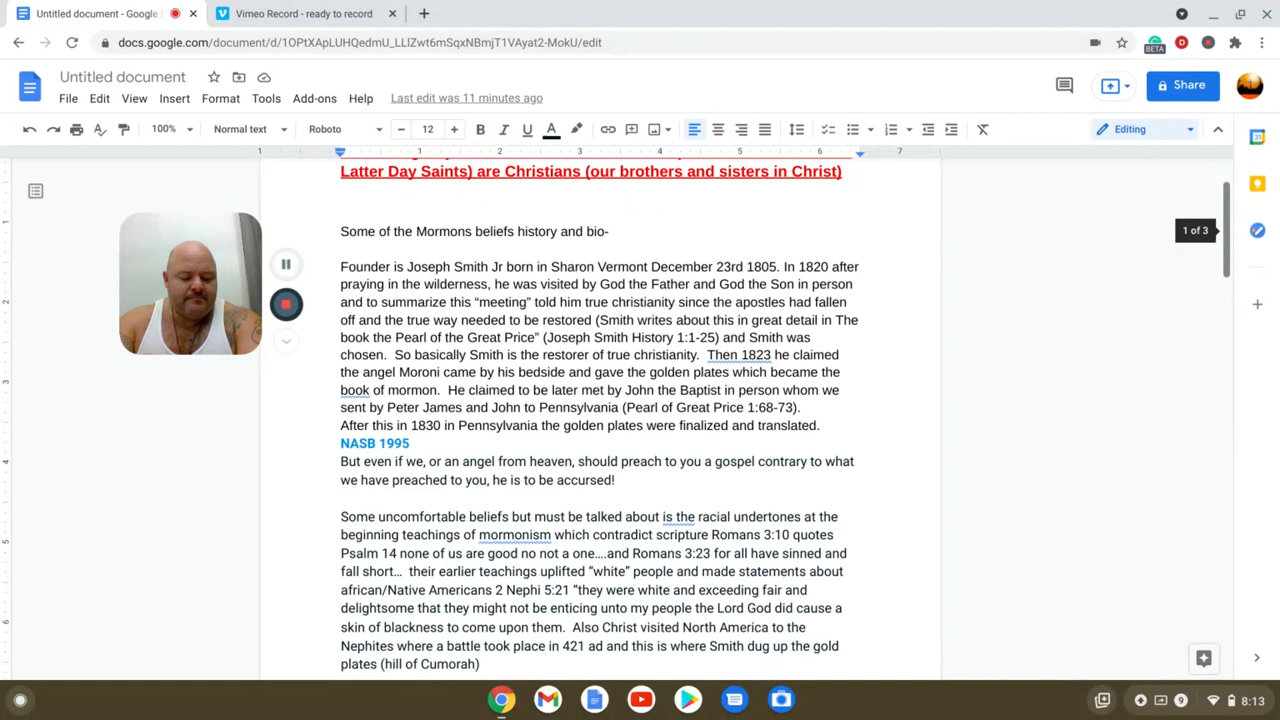 Untitled document - Google
Vimeo Record - ready to record
docs.google.com/document/d/1OPtXApLUHQedmU_LLlZwt6mSqxNBmjT1VAyat2-MokU/edit
BETA
Untitled document
File Edit View Insert Format Tools Add-ons Help Last edit was 11 minutes ago
Share
100% Normal text Roboto 12 Editing
1 1 2 3 4 5 6 7
Latter Day Saints) are Christians (our brothers and sisters in Christ)
1 of 3
Some of the Mormons beliefs history and bio-
Founder is Joseph Smith Jr born in Sharon Vermont December 23rd 1805. In 1820 after
praying in the wilderness, he was visited by God the Father and God the Son in person
and to summarize this “meeting” told him true christianity since the apostles had fallen
off and the true way needed to be restored (Smith writes about this in great detail in The
book the Pearl of the Great Price” (Joseph Smith History 1:1-25) and Smith was
chosen. So basically Smith is the restorer of true christianity. Then 1823 he claimed
the angel Moroni came by his bedside and gave the golden plates which became the
book of mormon. He claimed to be later met by John the Baptist in person whom we
sent by Peter James and John to Pennsylvania (Pearl of Great Price 1:68-73).
After this in 1830 in Pennsylvania the golden plates were finalized and translated.
NASB 1995
But even if we, or an angel from heaven, should preach to you a gospel contrary to what
we have preached to you, he is to be accursed!
Some uncomfortable beliefs but must be talked about is the racial undertones at the
beginning teachings of mormonism which contradict scripture Romans 3:10 quotes
Psalm 14 none of us are good no not a one....and Romans 3:23 for all have sinned and
fall short... their earlier teachings uplifted “white” people and made statements about
african/Native Americans 2 Nephi 5:21 “they were white and exceeding fair and
delightsome that they might not be enticing unto my people the Lord God did cause a
skin of blackness to come upon them. Also Christ visited North America to the
Nephites where a battle took place in 421 ad and this is where Smith dug up the gold
plates (hill of Cumorah)
9 8:13